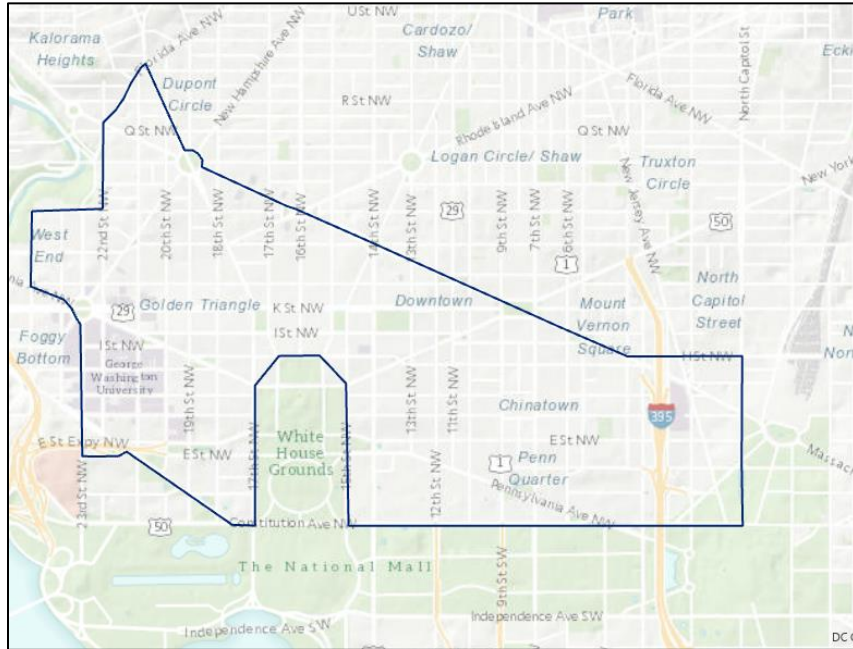 U St NW
Park
Kalorama
Heights
Florida Ave NW
New Hampshire Ave NW
Cardozo/
Shaw
North Capitol St
Dupont
Circle
R St NW
Florida Ave NW
Rhode Island Ave NW
Q St NW
Q St NW
Logan Circle/ Shaw
Truxton
Circle
New Jersey Ave NW
New York
22nd St NW
20th St NW
18th St NW
17th St NW
16th St NW
14th St NW
13th St NW
29
9th St NW
7th St NW
6th St NW
50
West
End
1
North
Capitol
Street
Golden Triangle
29
K St NW
Downtown
Mount
Vernon
Square
Foggy
Bottom
I St NW
I St NW
H St NW
George
Washington
University
19th St NW
13th St NW
11th St NW
Chinatown
395
E St Expy NW
E St NW
White
House
Grounds
E St NW
1
Penn
Quarter
17th St NW
15th St NW
12th St NW
Pennsylvania Ave NW
23rd St NW
50
Constitution Ave NW
The National Mall
9th St SW
Independence Ave SW
Independence Ave SW